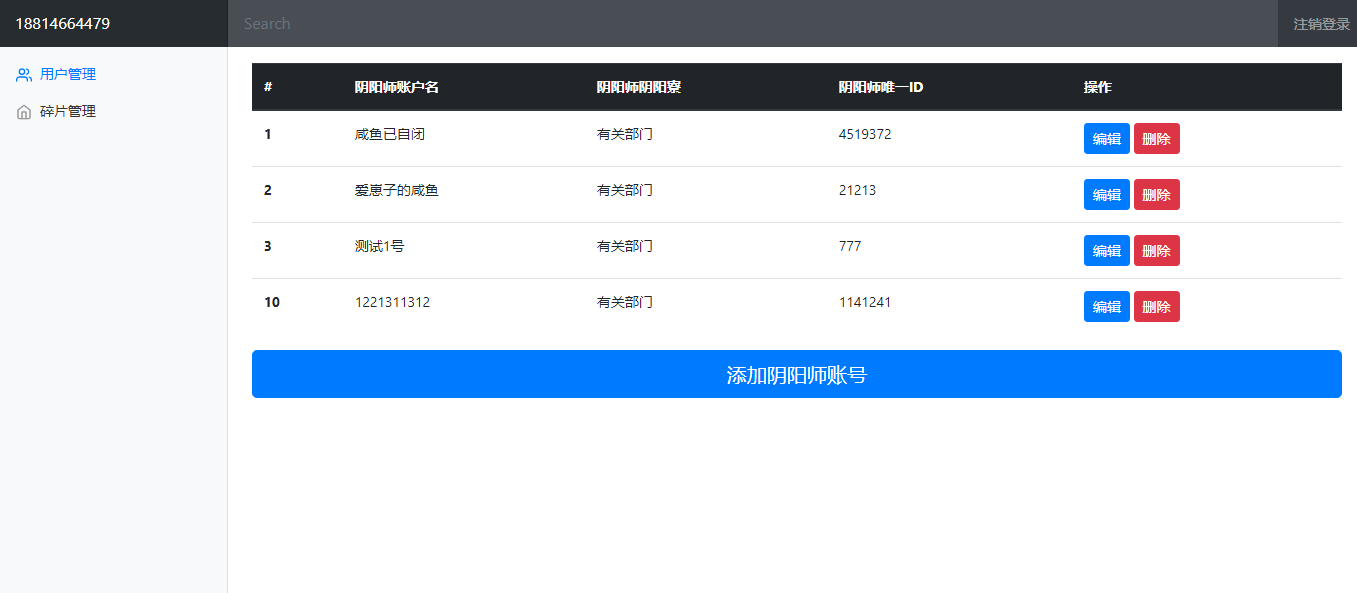 18814664479 Search 注销登录
用户管理
碎片管理
# 阴阳师账户名 阴阳师阴阳寮 阴阳师唯一ID 操作
1 咸鱼已自闭 有关部门 4519372 编辑 删除
2 爱崽子的咸鱼 有关部门 21213 编辑 删除
3 测试1号 有关部门 777 编辑 删除
10 1221311312 有关部门 1141241 编辑 删除
添加阴阳师账号